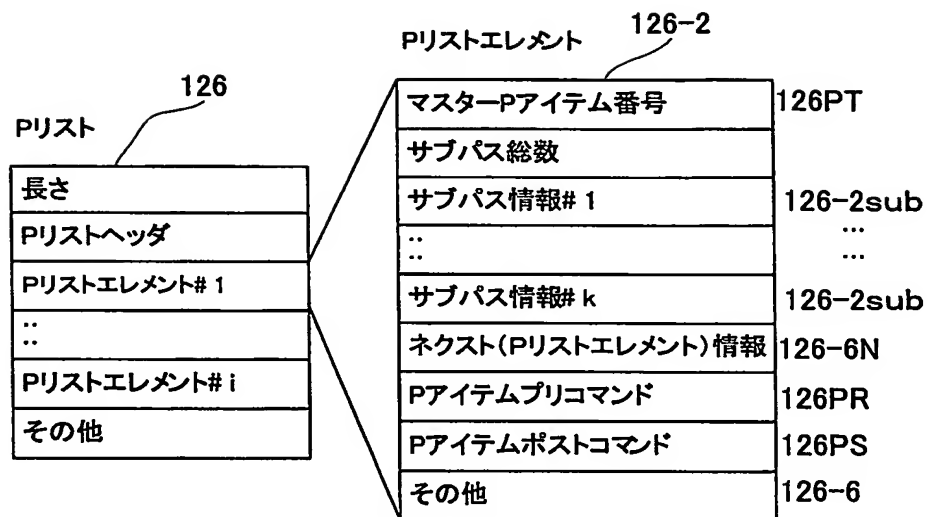 126
Pリスト
長さ
Pリストヘッダ
Pリストエレメント#1
::
::
Pリストエレメント#i
その他
Pリストエレメント
126-2
マスターPアイテム番号 126PT
サブパス総数
サブパス情報#1 126-2sub
:: …
:: …
サブパス情報#k 126-2sub
ネクスト(Pリストエレメント)情報 126-6N
Pアイテムプリコマンド 126PR
Pアイテムポストコマンド 126PS
その他 126-6